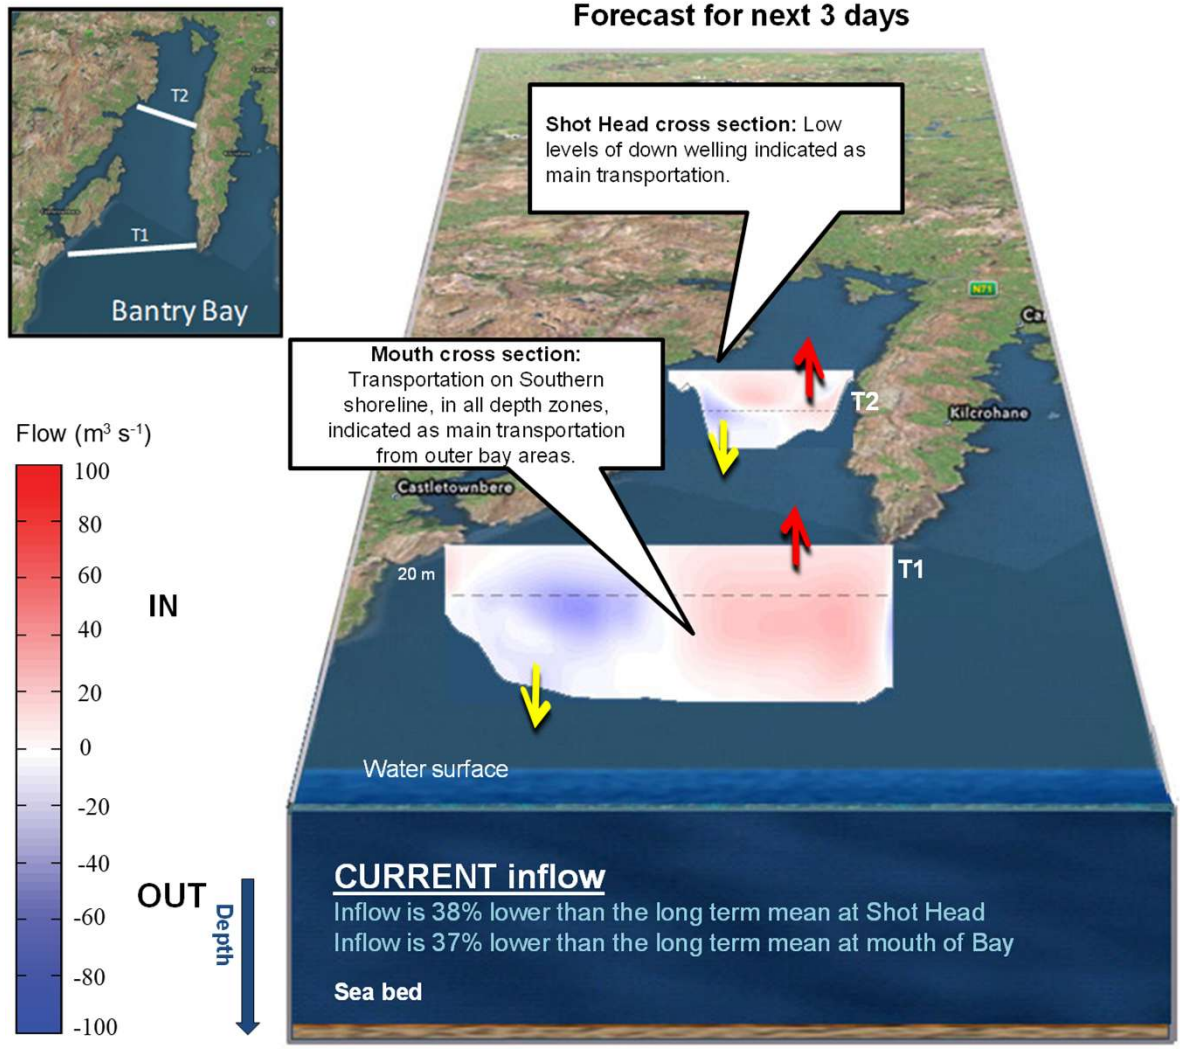 Forecast for next 3 days
T2
T1
Bantry Bay
Shot Head cross section: Low
levels of down welling indicated as
main transportation.
N71
Mouth cross section:
Transportation on Southern
shoreline, in all depth zones,
indicated as main transportation
from outer bay areas.
T2
Kilcrohane
Castletownbere
Flow (m³ s⁻¹)
100
80
60
40
20
0
-20
-40
-60
-80
-100
IN
OUT
Depth
20 m
T1
Water surface
CURRENT inflow
Inflow is 38% lower than the long term mean at Shot Head
Inflow is 37% lower than the long term mean at mouth of Bay
Sea bed